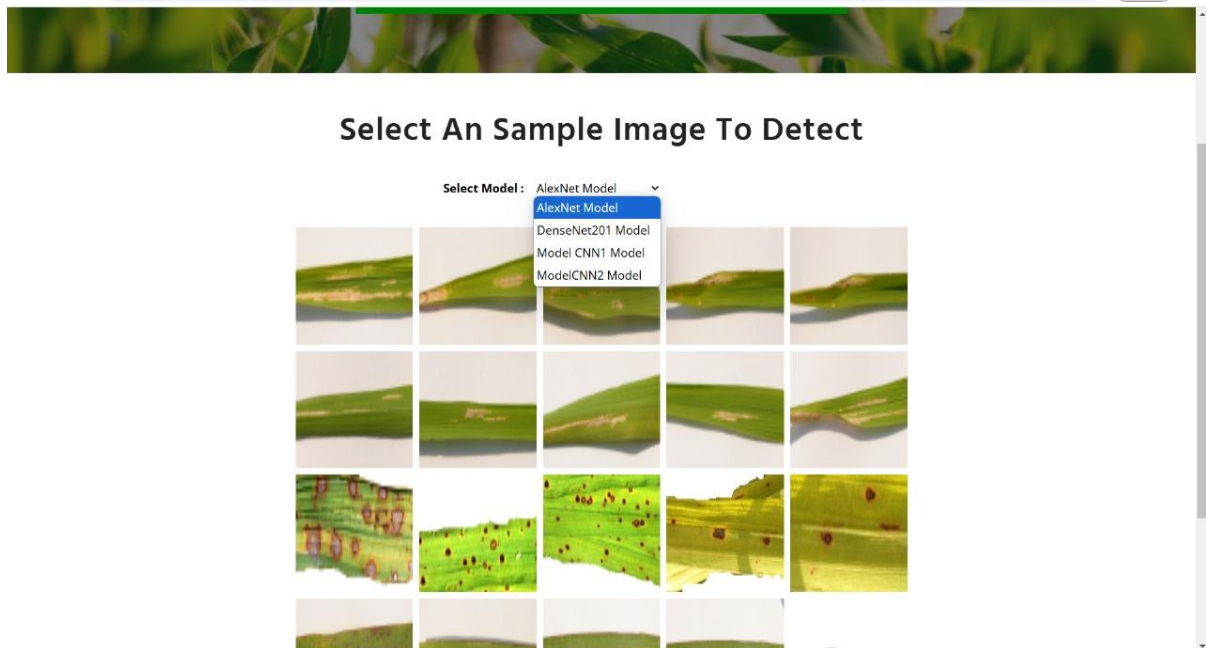 Select An Sample Image To Detect
Select Model : AlexNet Model
AlexNet Model
DenseNet201 Model
Model CNN1 Model
ModelCNN2 Model